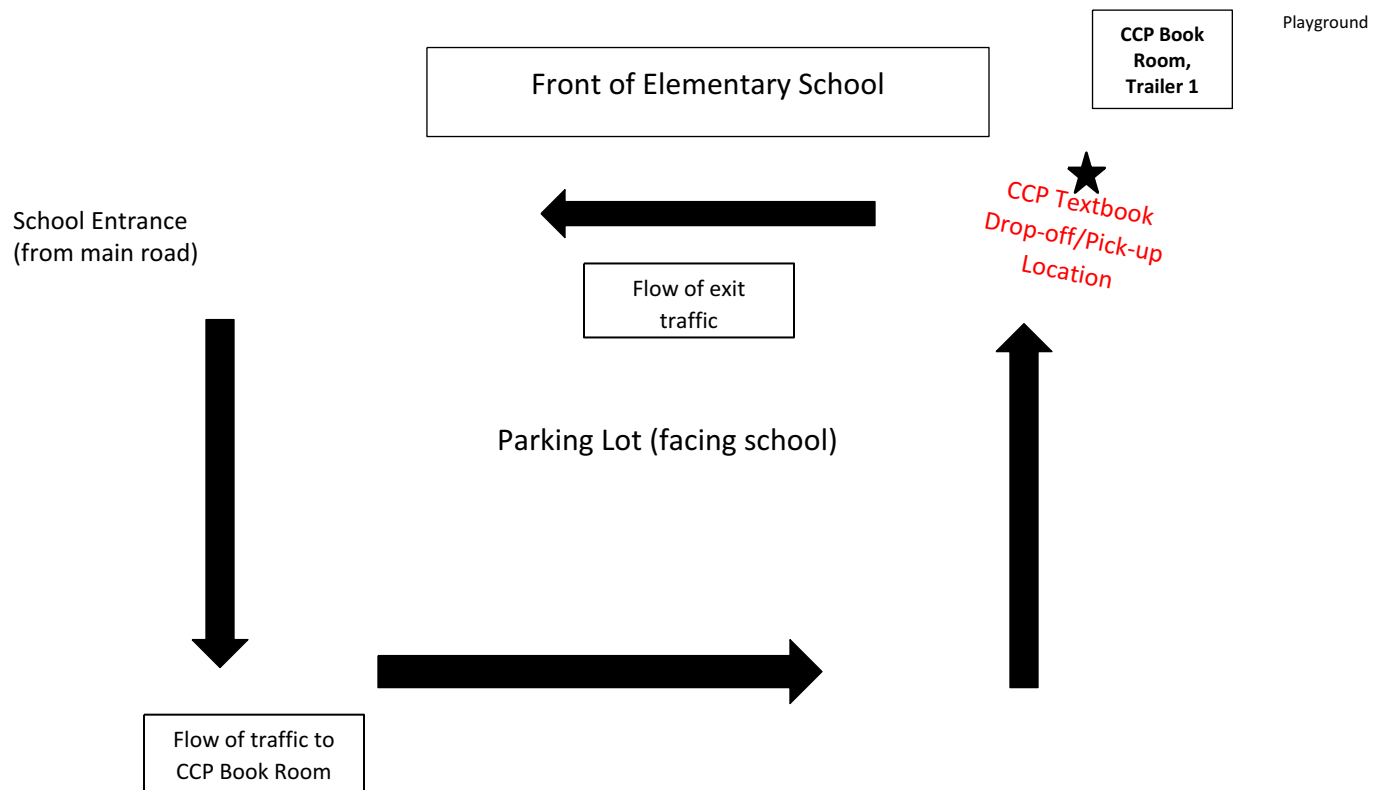 Playground
CCP Book
Room,
Trailer 1
Front of Elementary School
CCP Textbook
Drop-off/Pick-up
Location
School Entrance
(from main road)
Flow of exit
traffic
Parking Lot (facing school)
Flow of traffic to
CCP Book Room